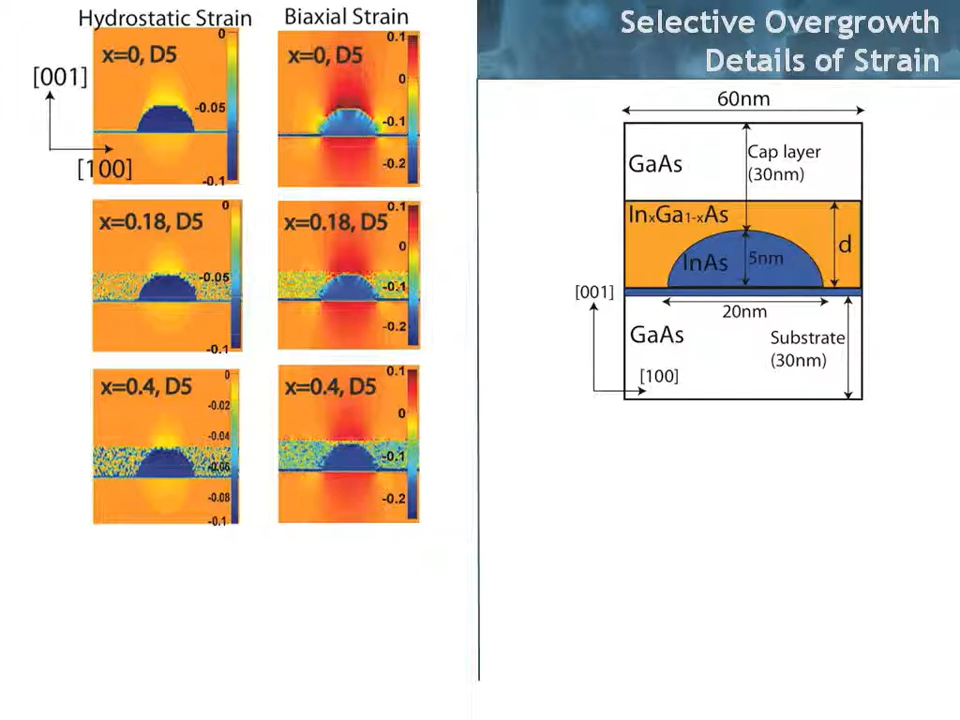 Selective Overgrowth
Details of Strain
Hydrostatic Strain
Biaxial Strain
[001]
[100]
x=0, D5
0
-0.05
-0.1
x=0, D5
0.1
0
-0.1
-0.2
x=0.18, D5
0
-0.05
-0.1
x=0.18, D5
0.1
0
-0.1
-0.2
x=0.4, D5
0
-0.02
-0.04
-0.06
-0.08
-0.1
x=0.4, D5
0.1
0
-0.1
-0.2
60nm
GaAs
Cap layer
(30nm)
InxGa1-xAs
d
InAs
5nm
20nm
[001]
[100]
GaAs
Substrate
(30nm)